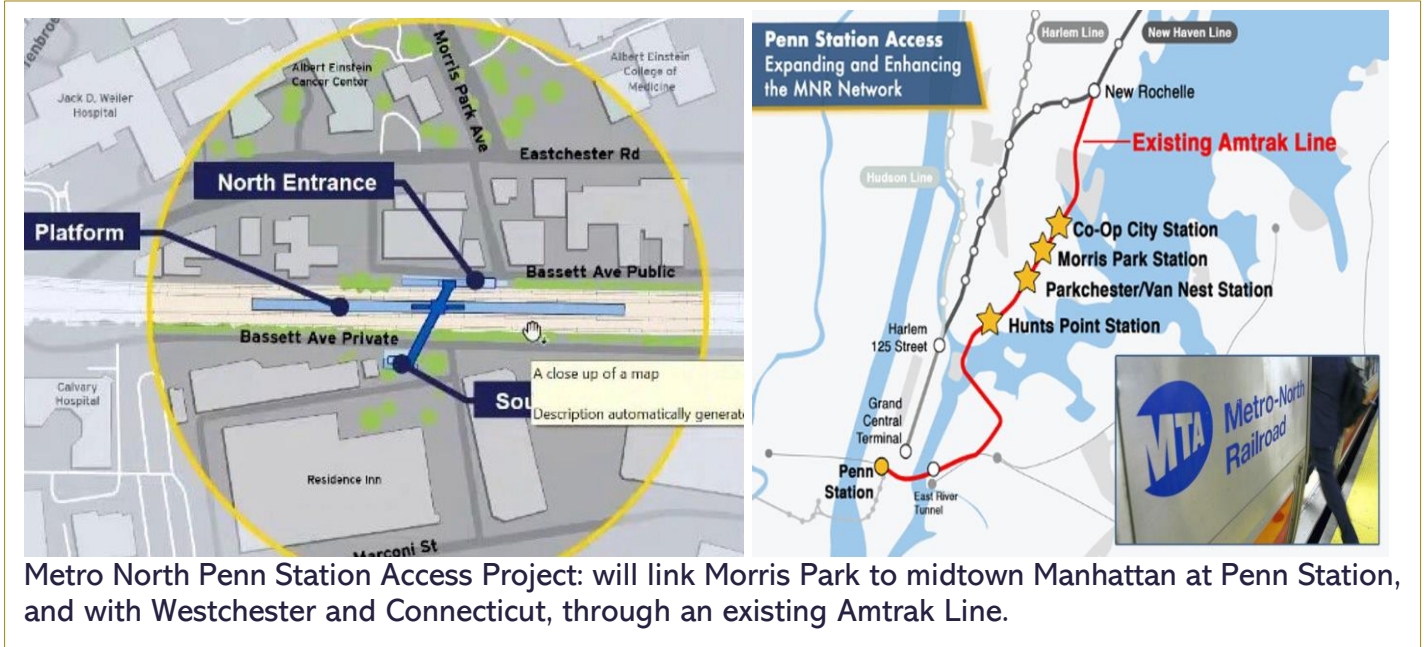 Jack D. Weiler
Hospital
Albert Einstein
Cancer Center
Morris Park Ave
Albert Einstein
College of
Medicine
Eastchester Rd
North Entrance
Platform
Bassett Ave Public
Bassett Ave Private
Calvary
Hospital
Sou
A close up of a map
Description automatically generate
Residence Inn
Marconi St
Penn Station Access
Expanding and Enhancing
the MNR Network
Harlem Line
New Haven Line
New Rochelle
Existing Amtrak Line
Hudson Line
Co-Op City Station
Morris Park Station
Parkchester/Van Nest Station
Hunts Point Station
Harlem
125 Street
Grand
Central
Terminal
Penn
Station
East River
Tunnel
MTA
Metro-North
Railroad
Metro North Penn Station Access Project: will link Morris Park to midtown Manhattan at Penn Station,
and with Westchester and Connecticut, through an existing Amtrak Line.